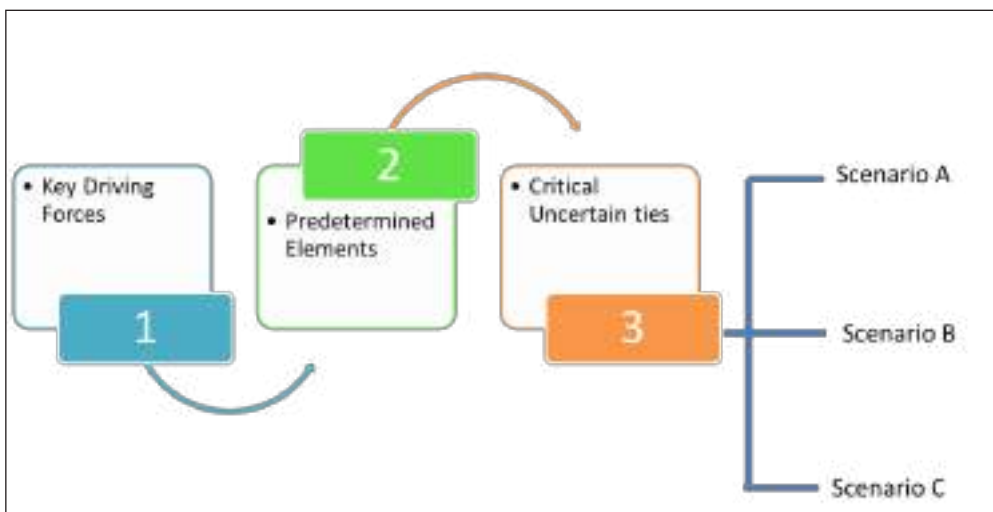 • Key Driving
Forces
1
2
• Predetermined
Elements
• Critical
Uncertain ties
3
Scenario A
Scenario B
Scenario C